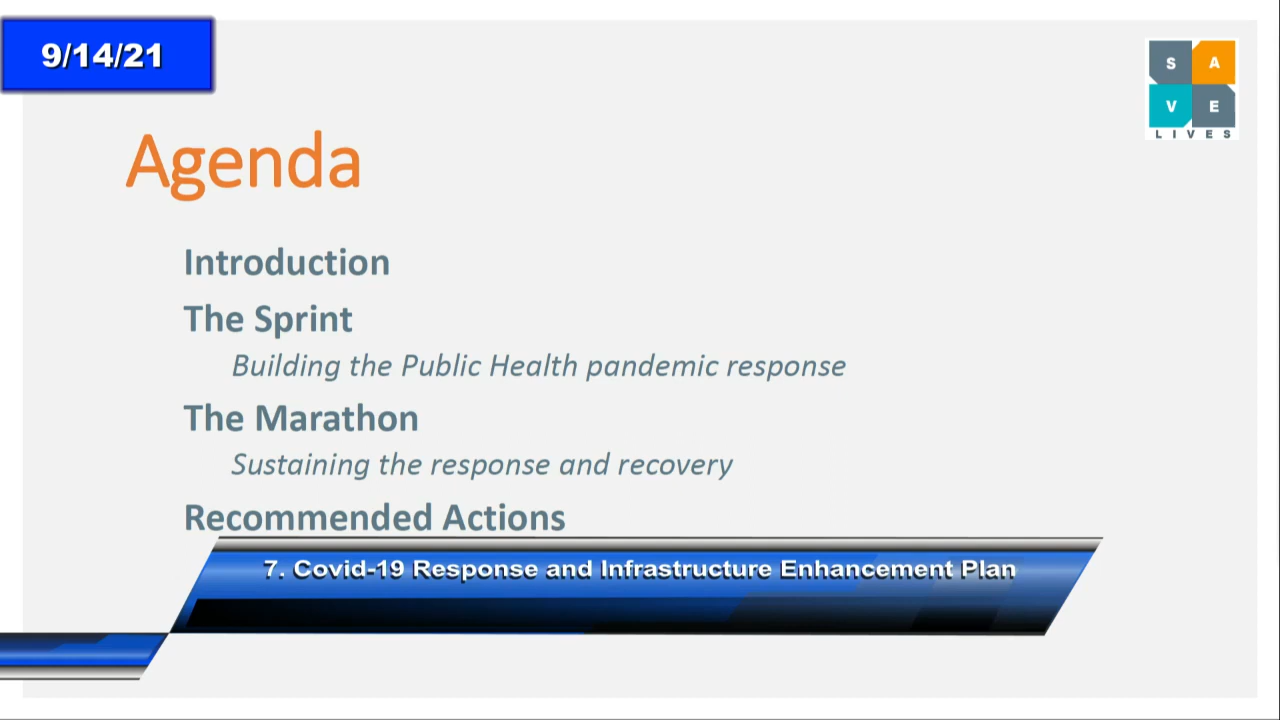 9/14/21
S A
V E
LIVES
Agenda
Introduction
The Sprint
Building the Public Health pandemic response
The Marathon
Sustaining the response and recovery
Recommended Actions
7. Covid-19 Response and Infrastructure Enhancement Plan